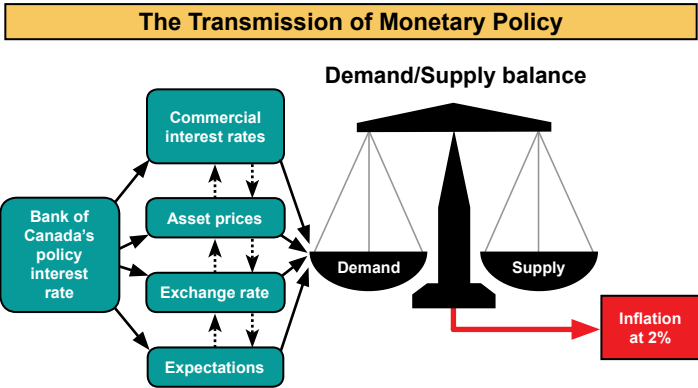 The Transmission of Monetary Policy
Demand/Supply balance
Commercial
interest rates
Bank of
Canada's
policy
interest
rate
Asset prices
Exchange rate
Expectations
Demand
Supply
Inflation
at 2%